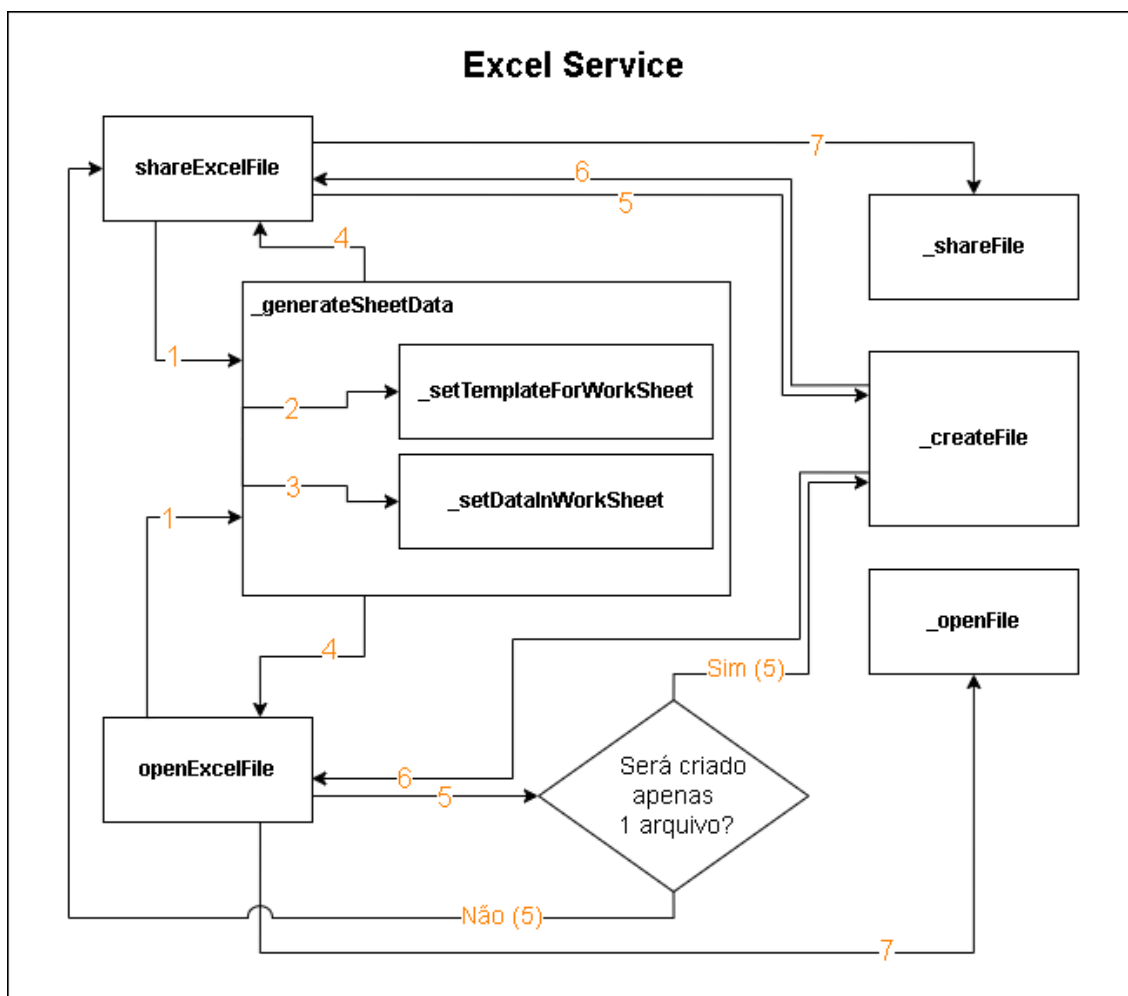 Excel Service
shareExcelFile
7
6
5
_shareFile
4
_generateSheetData
1
_setTemplateForWorkSheet
2
_createFile
3
_setDataInWorkSheet
1
_openFile
4
Sim (5)
openExcelFile
6
5
Será criado
apenas
1 arquivo?
Não (5)
7